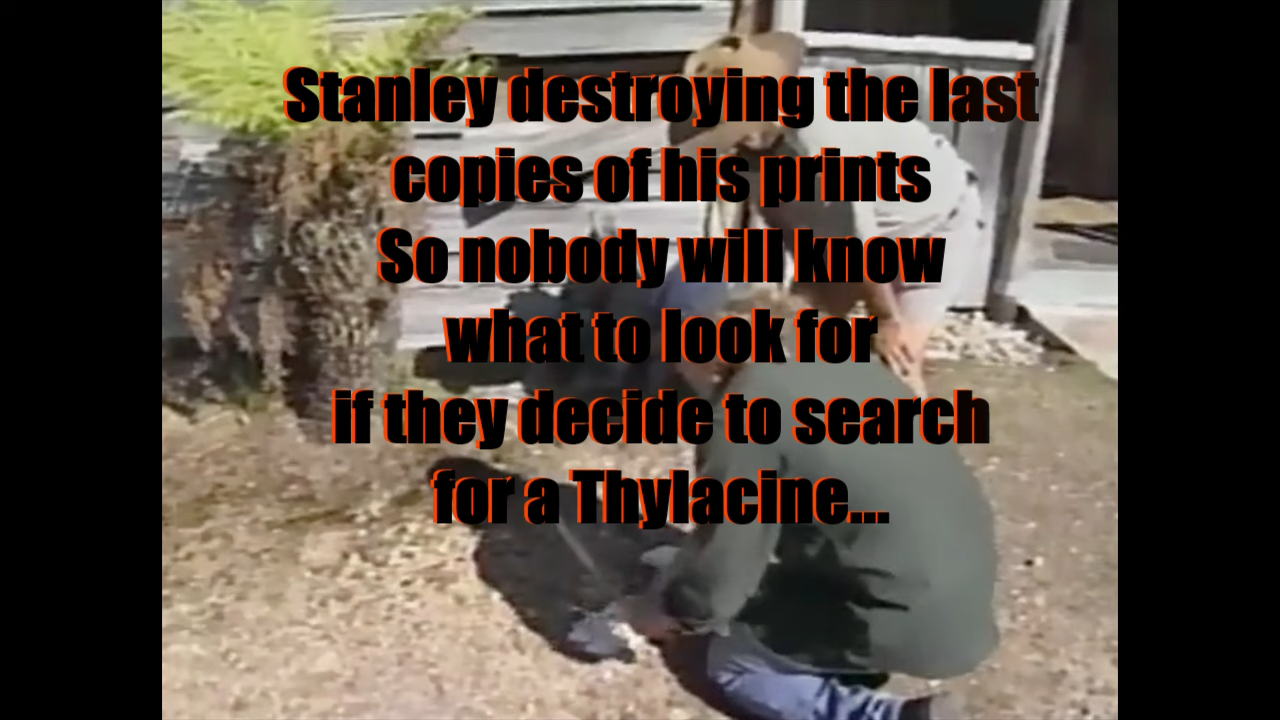 Stanley destroying the last
copies of his prints
So nobody will know
what to look for
if they decide to search
for a Thylacine...